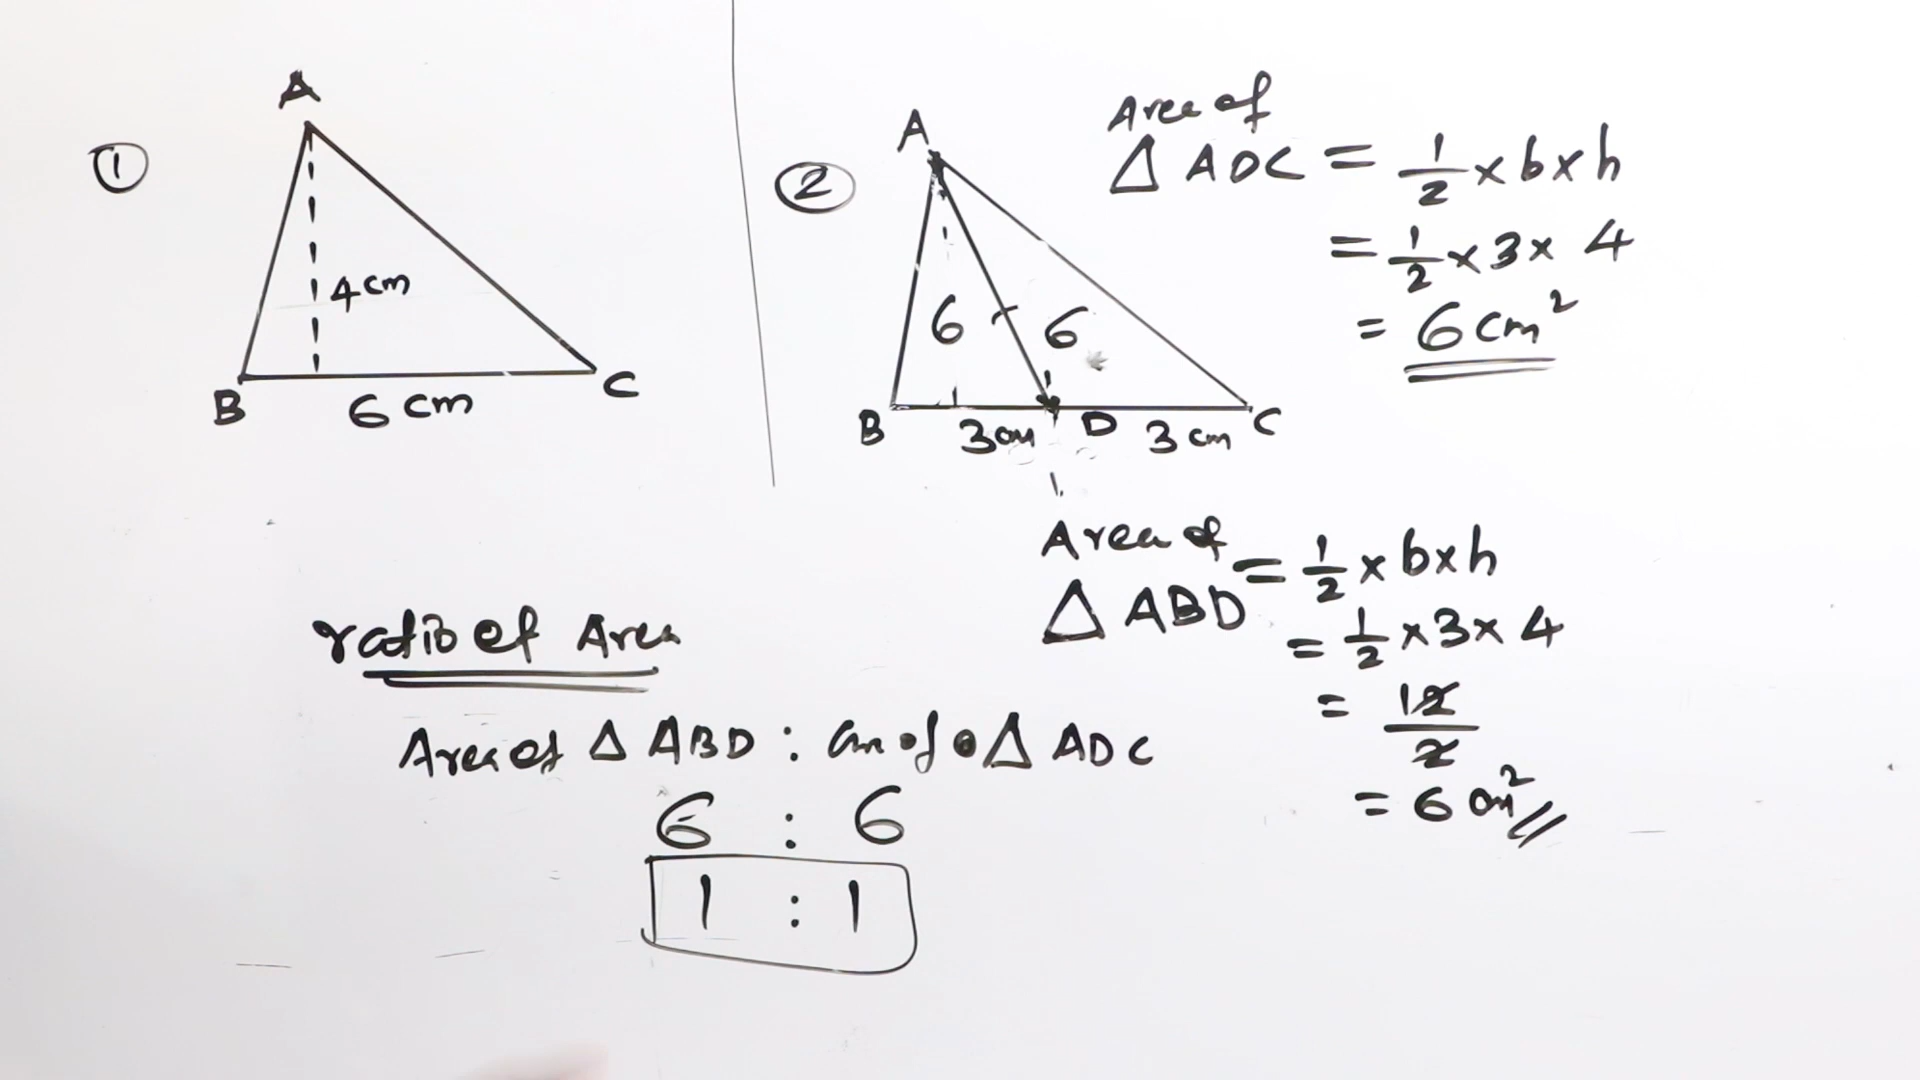 ①
A
4cm
B
6 cm
C
②
A
6
6
B
3cm
D
3 cm
C
Area of
△ ADC = 1/2 × b × h
= 1/2 × 3 × 4
= 6 cm²
Area of
△ ABD = 1/2 × b × h
= 1/2 × 3 × 4
= 12/2
= 6 cm²
ratio of Area
Area of △ ABD : of △ ADC
6 : 6
1 : 1